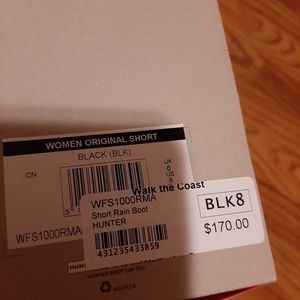 WOMEN ORIGINAL SHORT
BLACK (BLK)
CN
UK
6
US
8
WFS1000RMA
Walk the Coast
WFS1000RMA
Short Rain Boot
HUNTER
431235433859
BLK8
$170.00
HUNTER BOOT LIMITED
RECYCLE